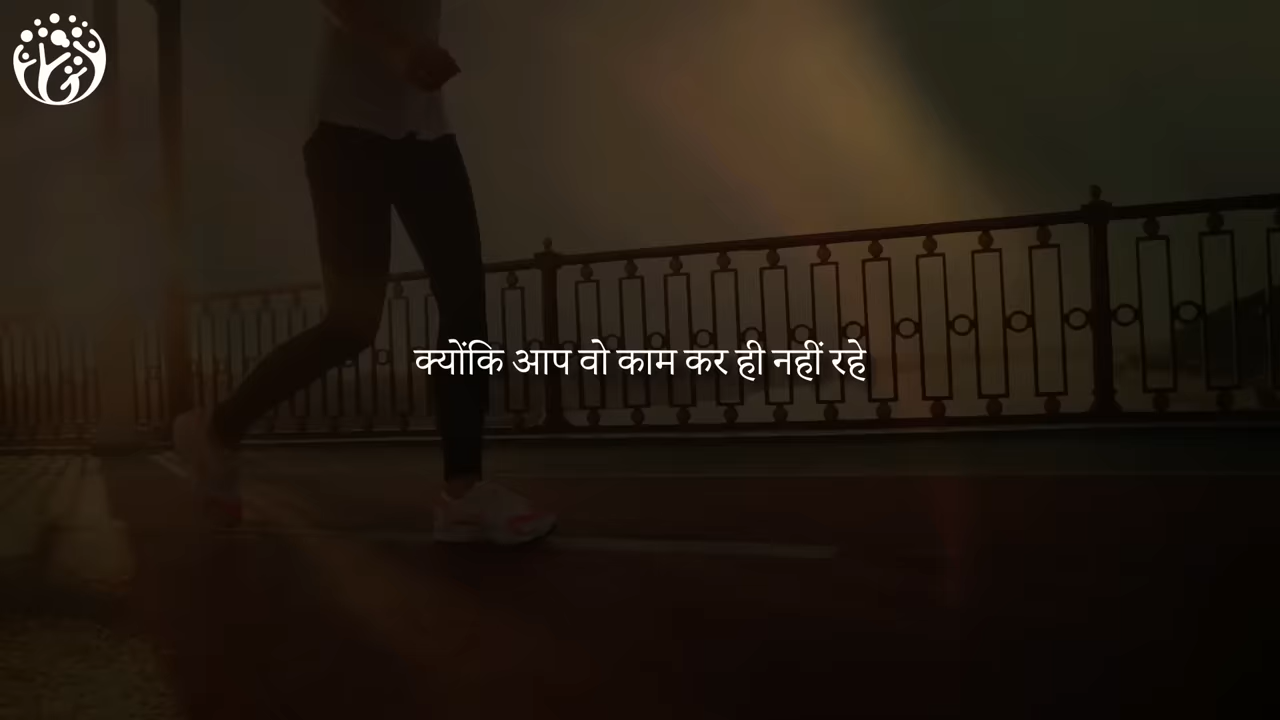 क्योंकि आप वो काम कर ही नहीं रहे